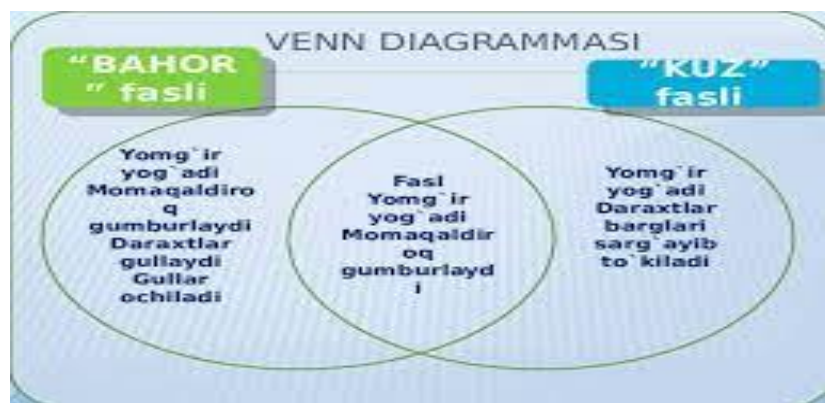 VENN DIAGRAMMASI
“BAHOR
” fasli
“KUZ”
fasli
Yomg`ir
yog`adi
Momaqaldiro
q
gumburlaydi
Daraxtlar
gullaydi
Gullar
ochiladi
Fasl
Yomg`ir
yog`adi
Momaqaldir
oq
gumburlayd
i
Yomg`ir
yog`adi
Daraxtlar
barglari
sarg`ayib
to`kiladi